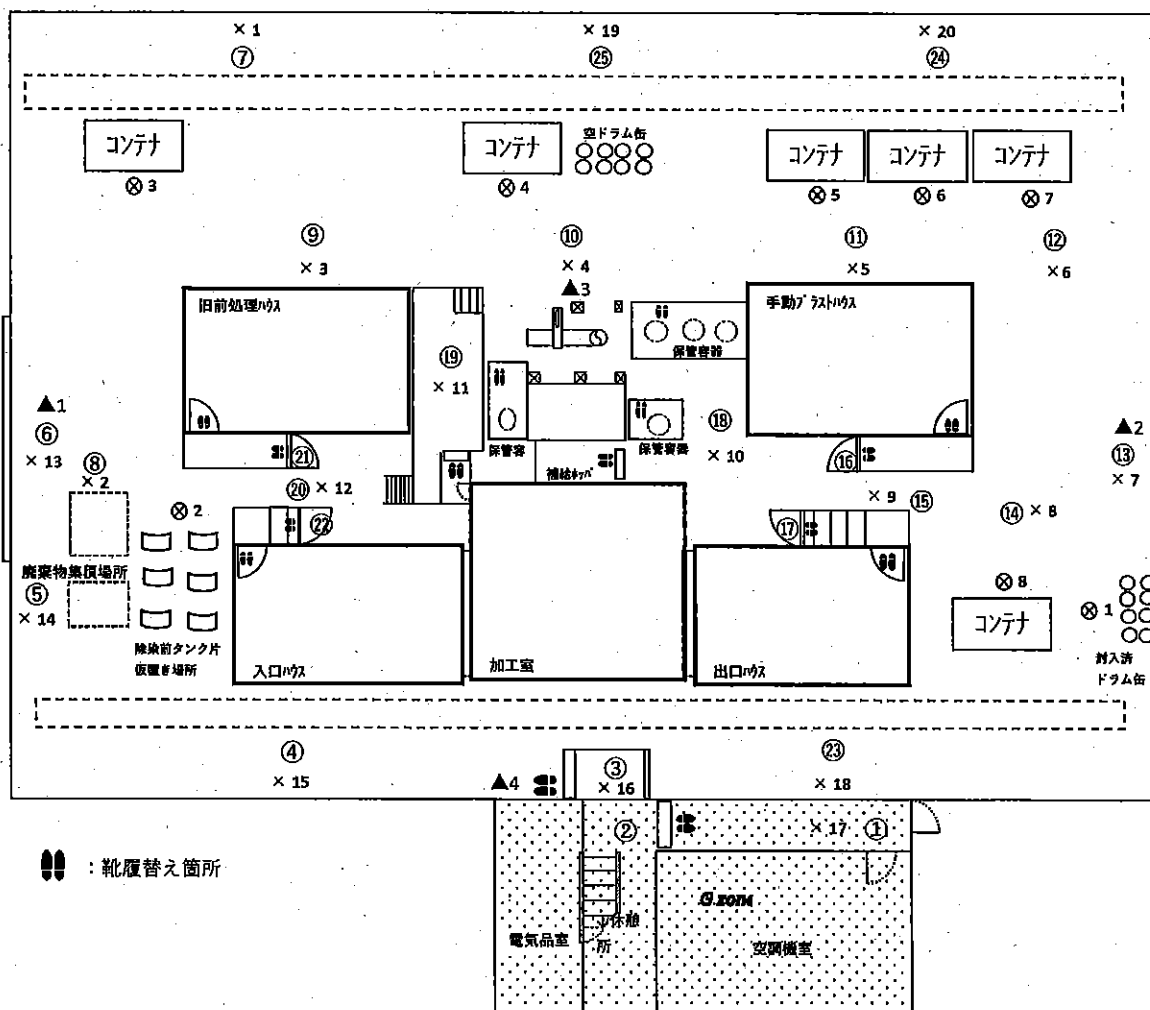 × 1
× 19
× 20
⑦
㉕
㉔
コンテナ
コンテナ
空ドラム缶
コンテナ
コンテナ
コンテナ
⊗ 3
⊗ 4
⊗ 5
⊗ 6
⊗ 7
⑨
⑩
⑪
⑫
× 3
× 4
× 5
× 6
▲3
旧前処理ハウス
手動ブラストハウス
保管容器
⑲
× 11
▲1
⑥
× 13
⑱
× 10
▲2
⑬
× 7
保管容
保管容器
⑧
× 2
㉑
⑯
補給ホッパ
⑳
× 12
× 9
⑮
⑭
× 8
⊗ 2
㉒
⑰
廃棄物集積場所
⑤
× 14
⊗ 8
⊗ 1
コンテナ
除染前タンク片
仮置き場所
入口ハウス
加工室
出口ハウス
封入済
ドラム缶
④
× 15
▲4
③
× 16
㉓
× 18
②
× 17
①
：靴履替え箇所
G.zone
休憩
所
電気品室
空調機室